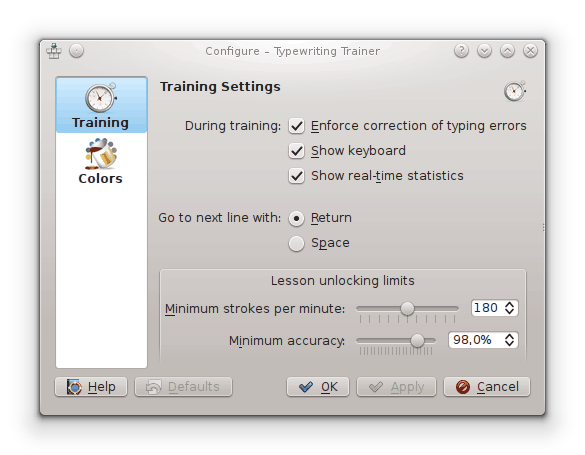 Configure – Typewriting Trainer
Training
Colors
Training Settings
During training: Enforce correction of typing errors
Show keyboard
Show real-time statistics
Go to next line with: Return
Space
Lesson unlocking limits
Minimum strokes per minute: 180
Minimum accuracy: 98,0%
Help Defaults OK Apply Cancel